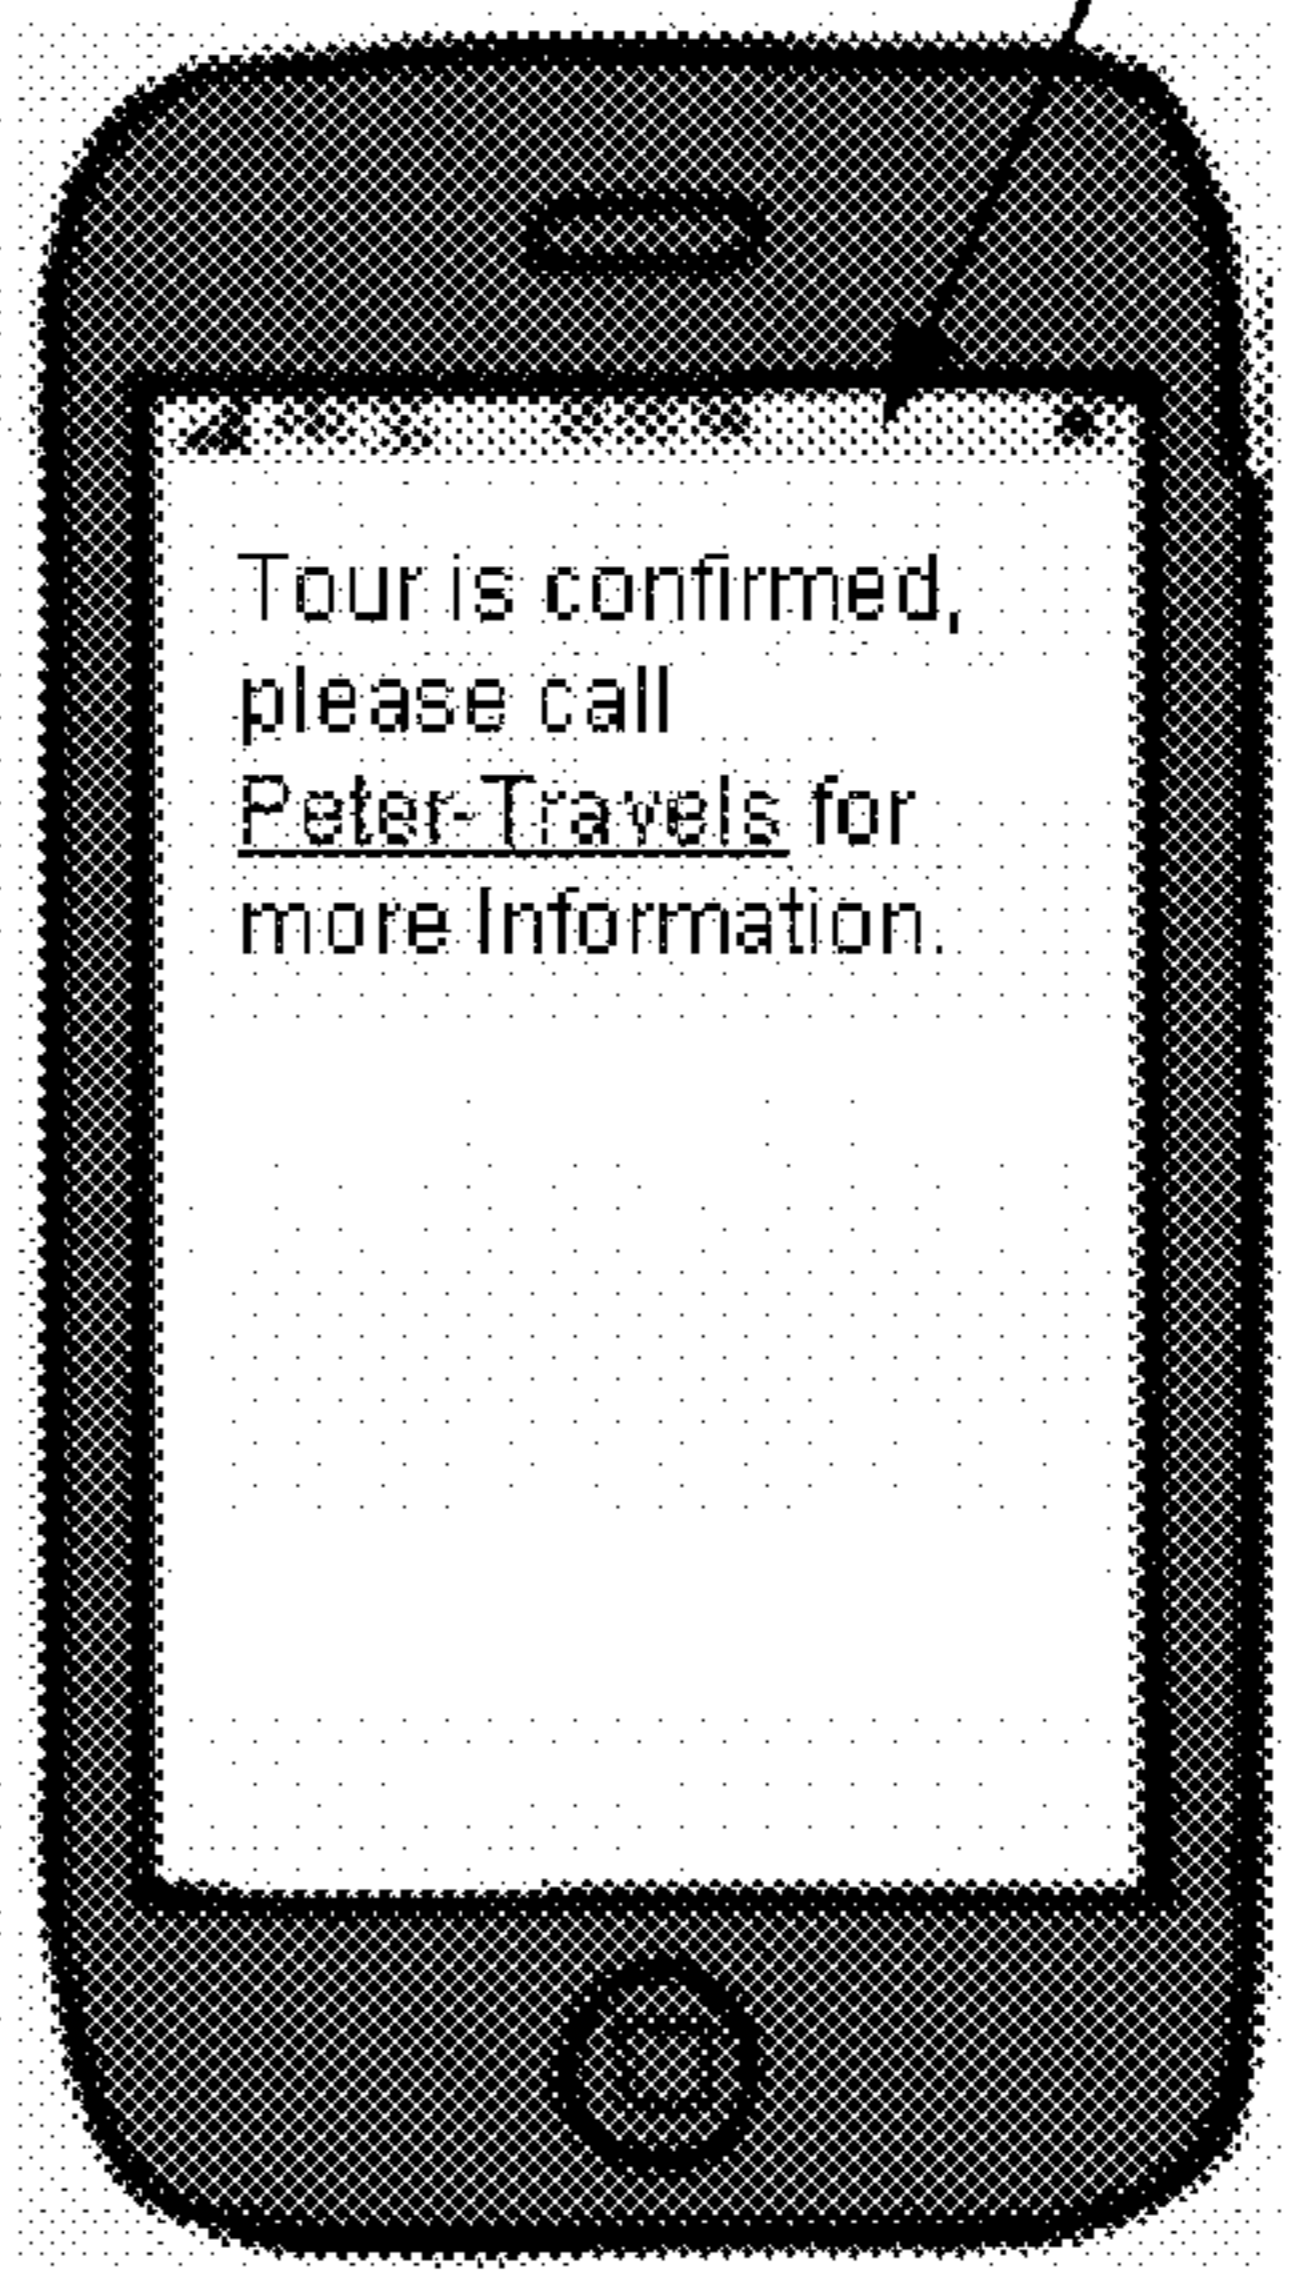 Tour is confirmed,
please call
Peter-Travels for
more Information.